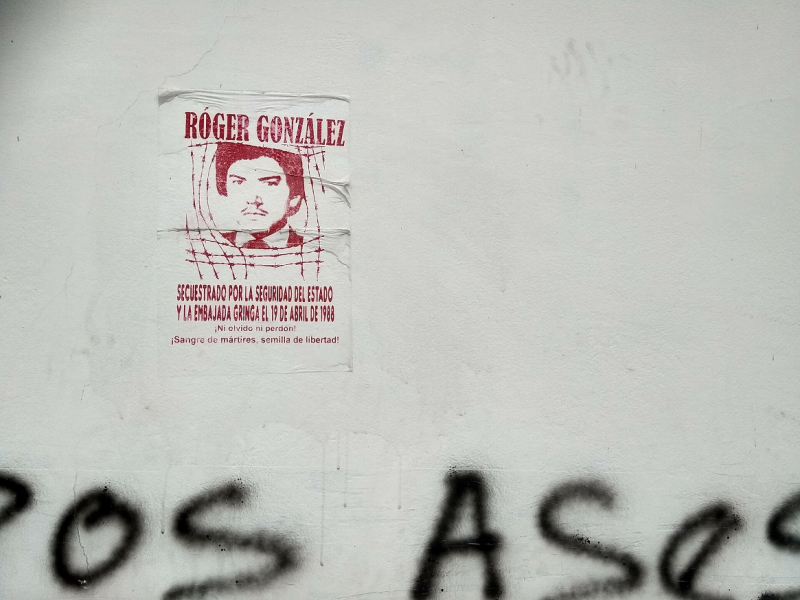 RÓGER GONZÁLEZ
SECUESTRADO POR LA SEGURIDAD DEL ESTADO
Y LA EMBAJADA GRINGA EL 19 DE ABRIL DE 1988
¡Ni olvido ni perdón!
¡Sangre de mártires, semilla de libertad!